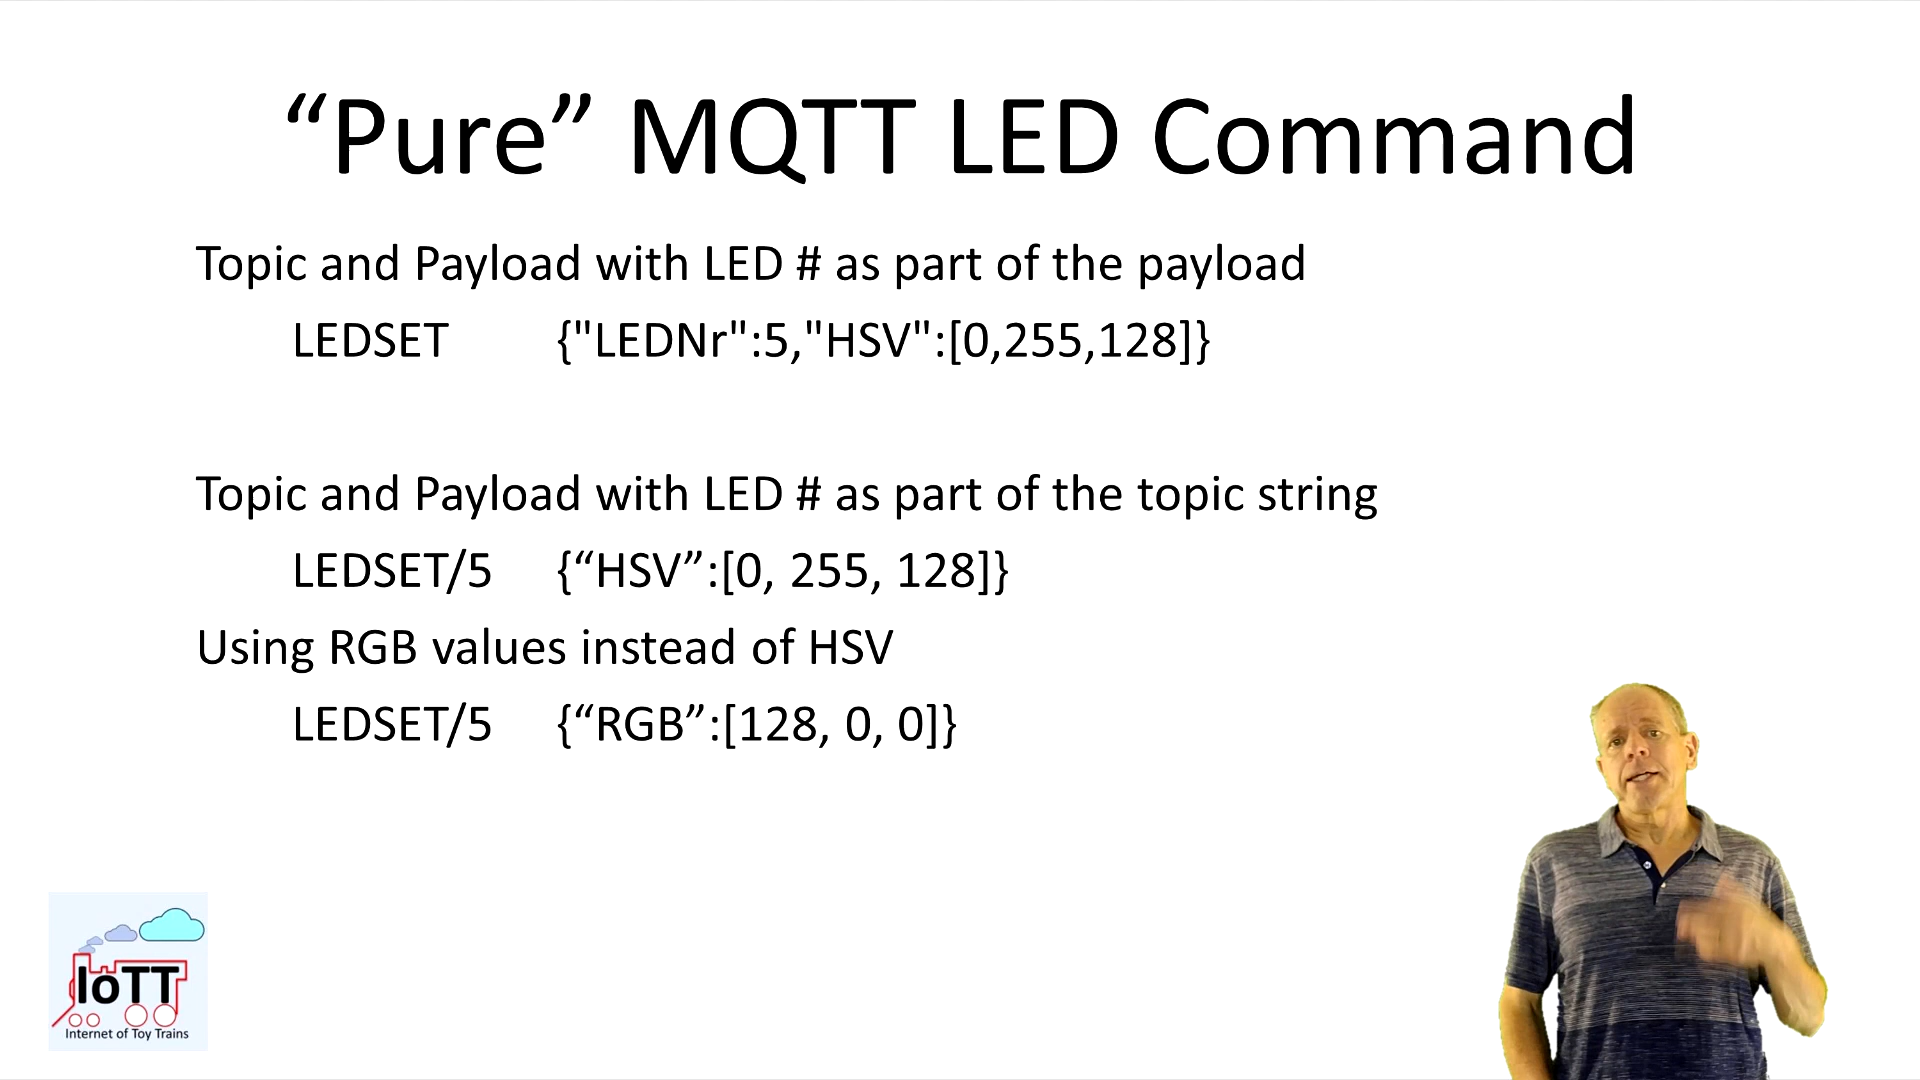 “Pure” MQTT LED Command
Topic and Payload with LED # as part of the payload
LEDSET {"LEDNr":5,"HSV":[0,255,128]}
Topic and Payload with LED # as part of the topic string
LEDSET/5 {“HSV”:[0, 255, 128]}
Using RGB values instead of HSV
LEDSET/5 {“RGB”:[128, 0, 0]}
IoTT
Internet of Toy Trains